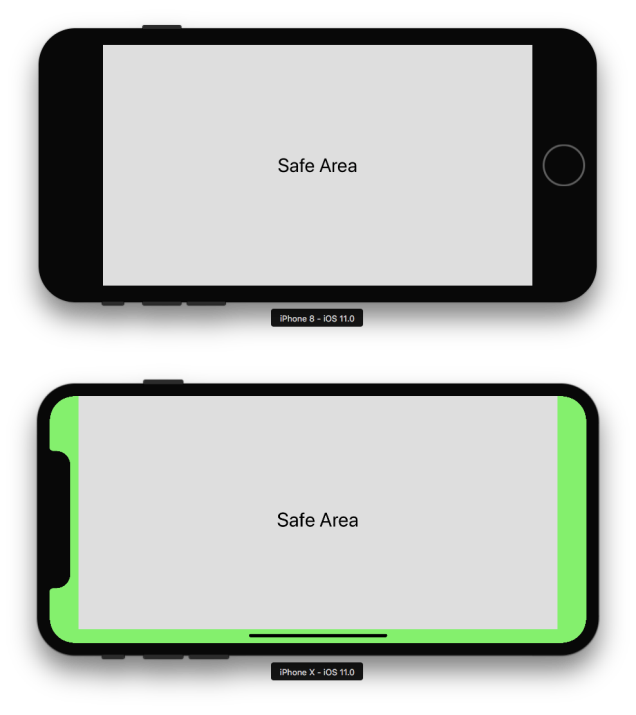 Safe Area
iPhone 8 - iOS 11.0
Safe Area
iPhone X - iOS 11.0